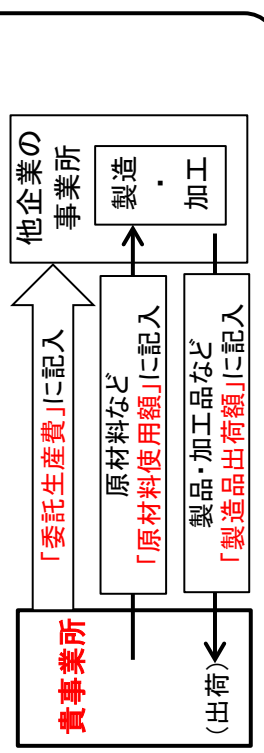 貴事業所
(出荷)
「委託生産費」に記入
原材料など
「原材料使用額」に記入
製品・加工品など
「製造品出荷額」に記入
他企業の
事業所
製造
・
加工